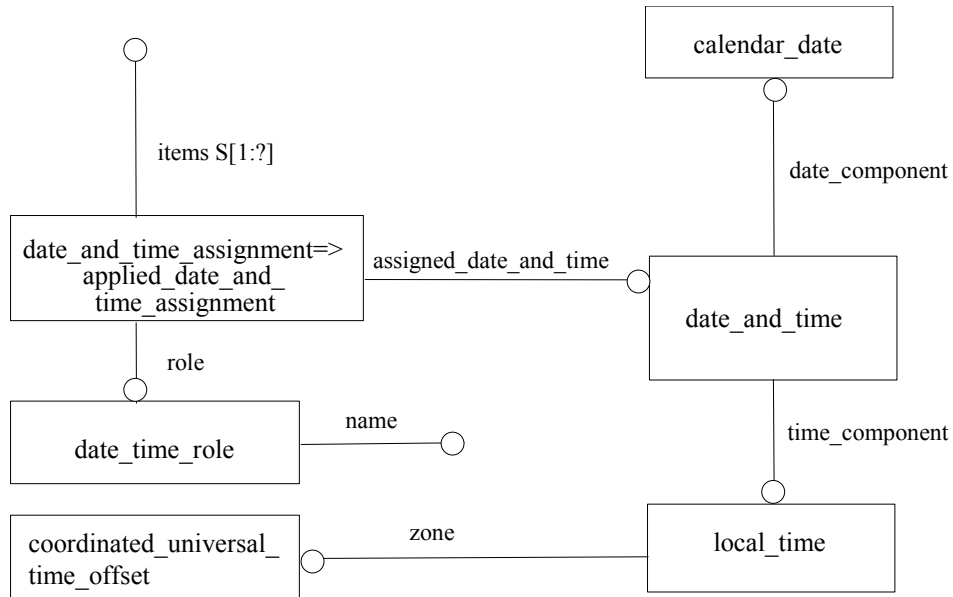 calendar_date
items S[1:?]
date_component
date_and_time_assignment=>
applied_date_and_
time_assignment
assigned_date_and_time
date_and_time
role
date_time_role
name
time_component
coordinated_universal_
time_offset
zone
local_time